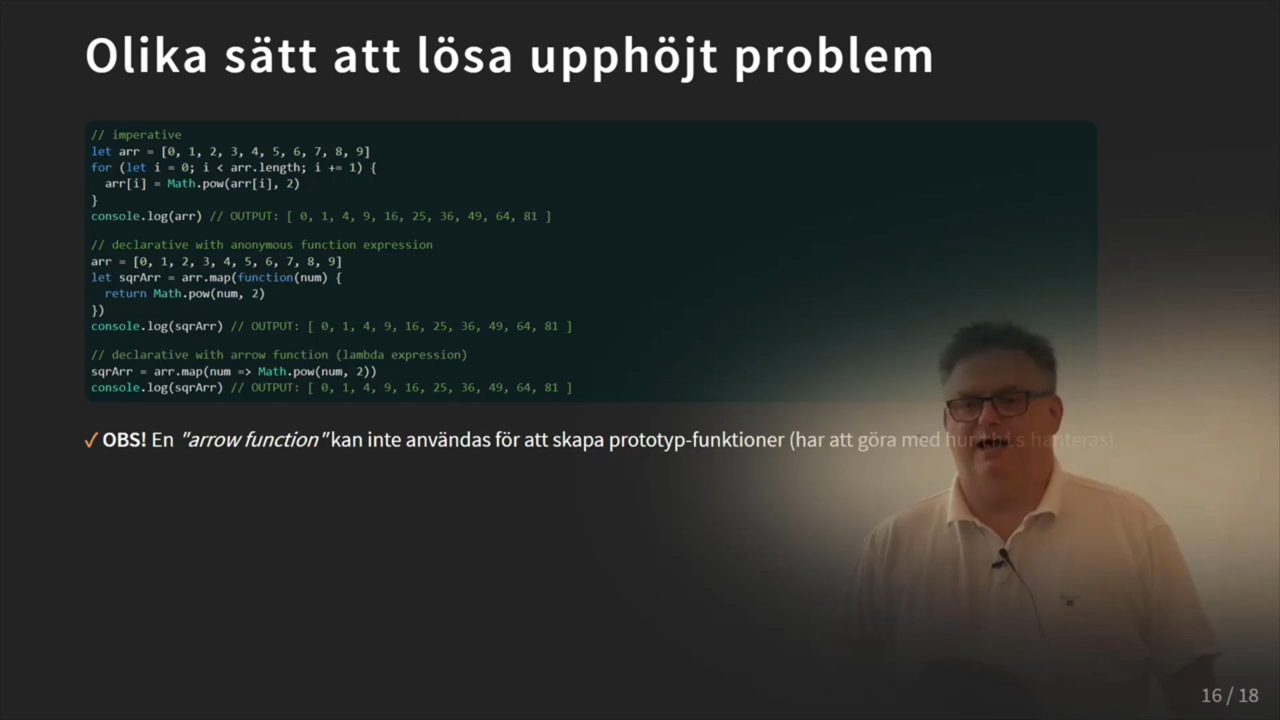 Olika sätt att lösa upphöjt problem
// imperative
let arr = [0, 1, 2, 3, 4, 5, 6, 7, 8, 9]
for (let i = 0; i < arr.length; i += 1) {
  arr[i] = Math.pow(arr[i], 2)
}
console.log(arr) // OUTPUT: [ 0, 1, 4, 9, 16, 25, 36, 49, 64, 81 ]
// declarative with anonymous function expression
arr = [0, 1, 2, 3, 4, 5, 6, 7, 8, 9]
let sqrArr = arr.map(function(num) {
  return Math.pow(num, 2)
})
console.log(sqrArr) // OUTPUT: [ 0, 1, 4, 9, 16, 25, 36, 49, 64, 81 ]
// declarative with arrow function (lambda expression)
sqrArr = arr.map(num => Math.pow(num, 2))
console.log(sqrArr) // OUTPUT: [ 0, 1, 4, 9, 16, 25, 36, 49, 64, 81 ]
✓ OBS! En "arrow function" kan inte användas för att skapa prototyp-funktioner (har att göra med hur this hanteras).
16 / 18